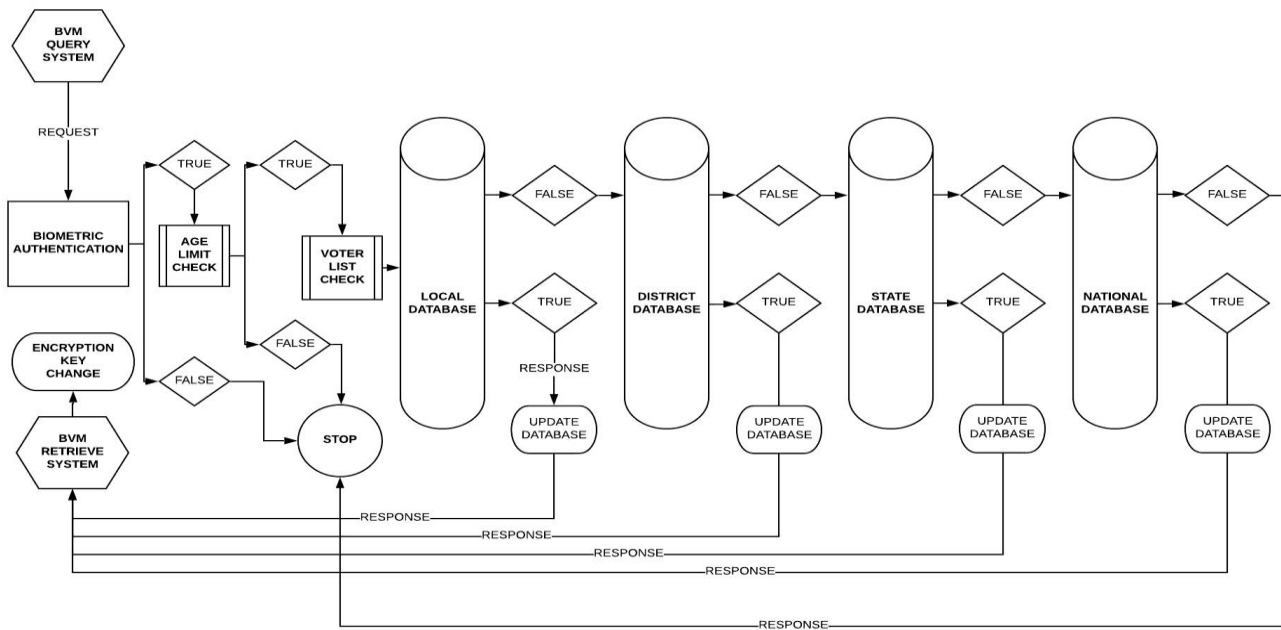 BVM
QUERY
SYSTEM
REQUEST
BIOMETRIC
AUTHENTICATION
TRUE
AGE
LIMIT
CHECK
FALSE
TRUE
VOTER
LIST
CHECK
FALSE
STOP
LOCAL
DATABASE
FALSE
TRUE
RESPONSE
UPDATE
DATABASE
DISTRICT
DATABASE
FALSE
TRUE
UPDATE
DATABASE
STATE
DATABASE
FALSE
TRUE
UPDATE
DATABASE
NATIONAL
DATABASE
FALSE
TRUE
UPDATE
DATABASE
ENCRYPTION
KEY
CHANGE
BVM
RETRIEVE
SYSTEM
RESPONSE
RESPONSE
RESPONSE
RESPONSE
RESPONSE